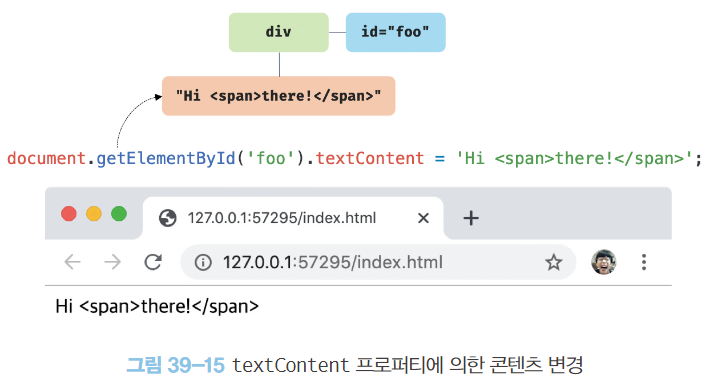 div
id="foo"
"Hi <span>there!</span>"
document.getElementById('foo').textContent = 'Hi <span>there!</span>';
127.0.0.1:57295/index.html
127.0.0.1:57295/index.html
Hi <span>there!</span>
그림 39-15 textContent 프로퍼티에 의한 콘텐츠 변경